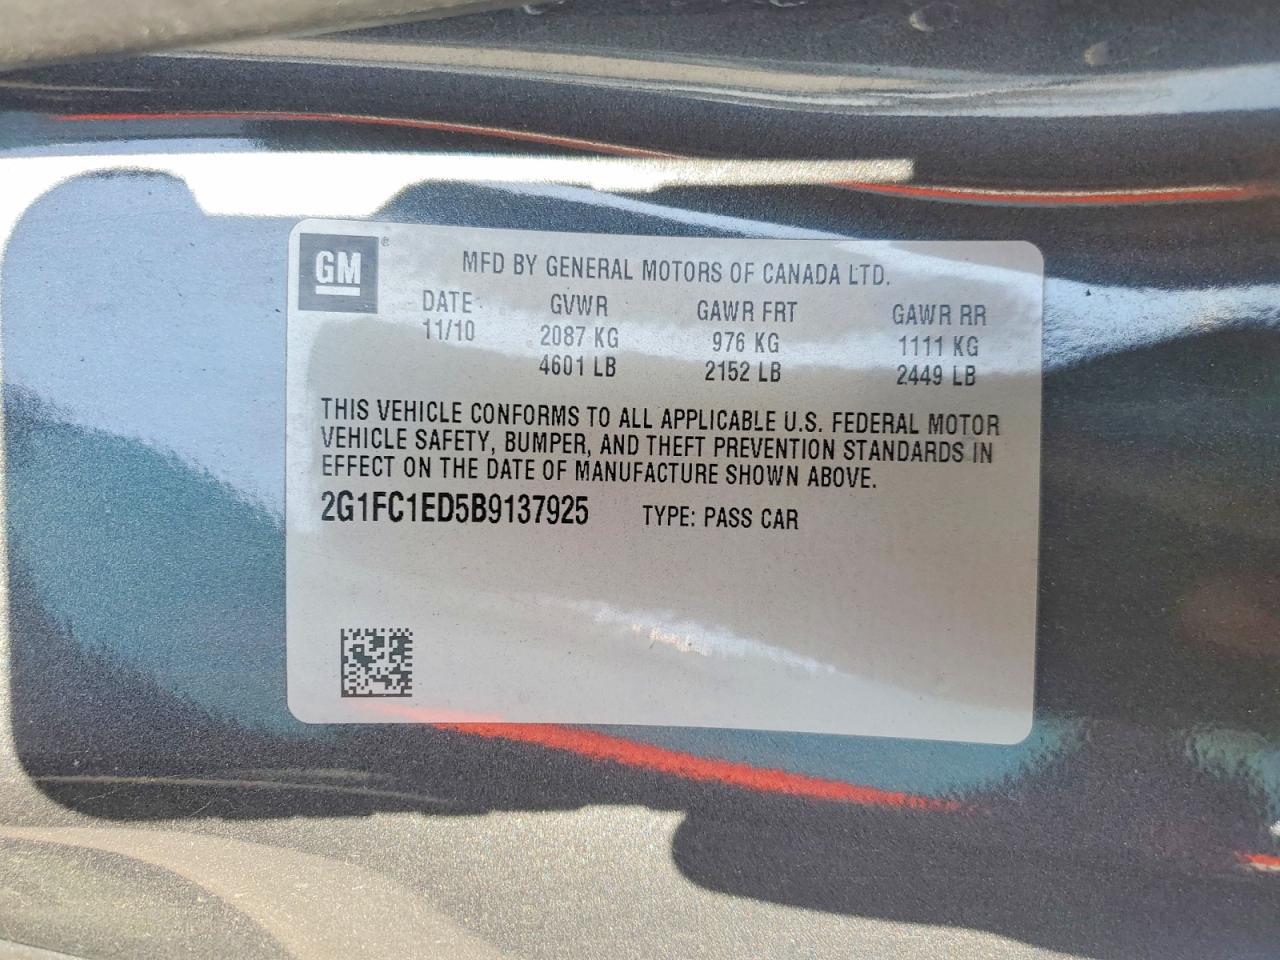 GM ®
MFD BY GENERAL MOTORS OF CANADA LTD.
DATE GVWR GAWR FRT GAWR RR
11/10 2087 KG 976 KG 1111 KG
4601 LB 2152 LB 2449 LB
THIS VEHICLE CONFORMS TO ALL APPLICABLE U.S. FEDERAL MOTOR
VEHICLE SAFETY, BUMPER, AND THEFT PREVENTION STANDARDS IN
EFFECT ON THE DATE OF MANUFACTURE SHOWN ABOVE.
2G1FC1ED5B9137925 TYPE: PASS CAR